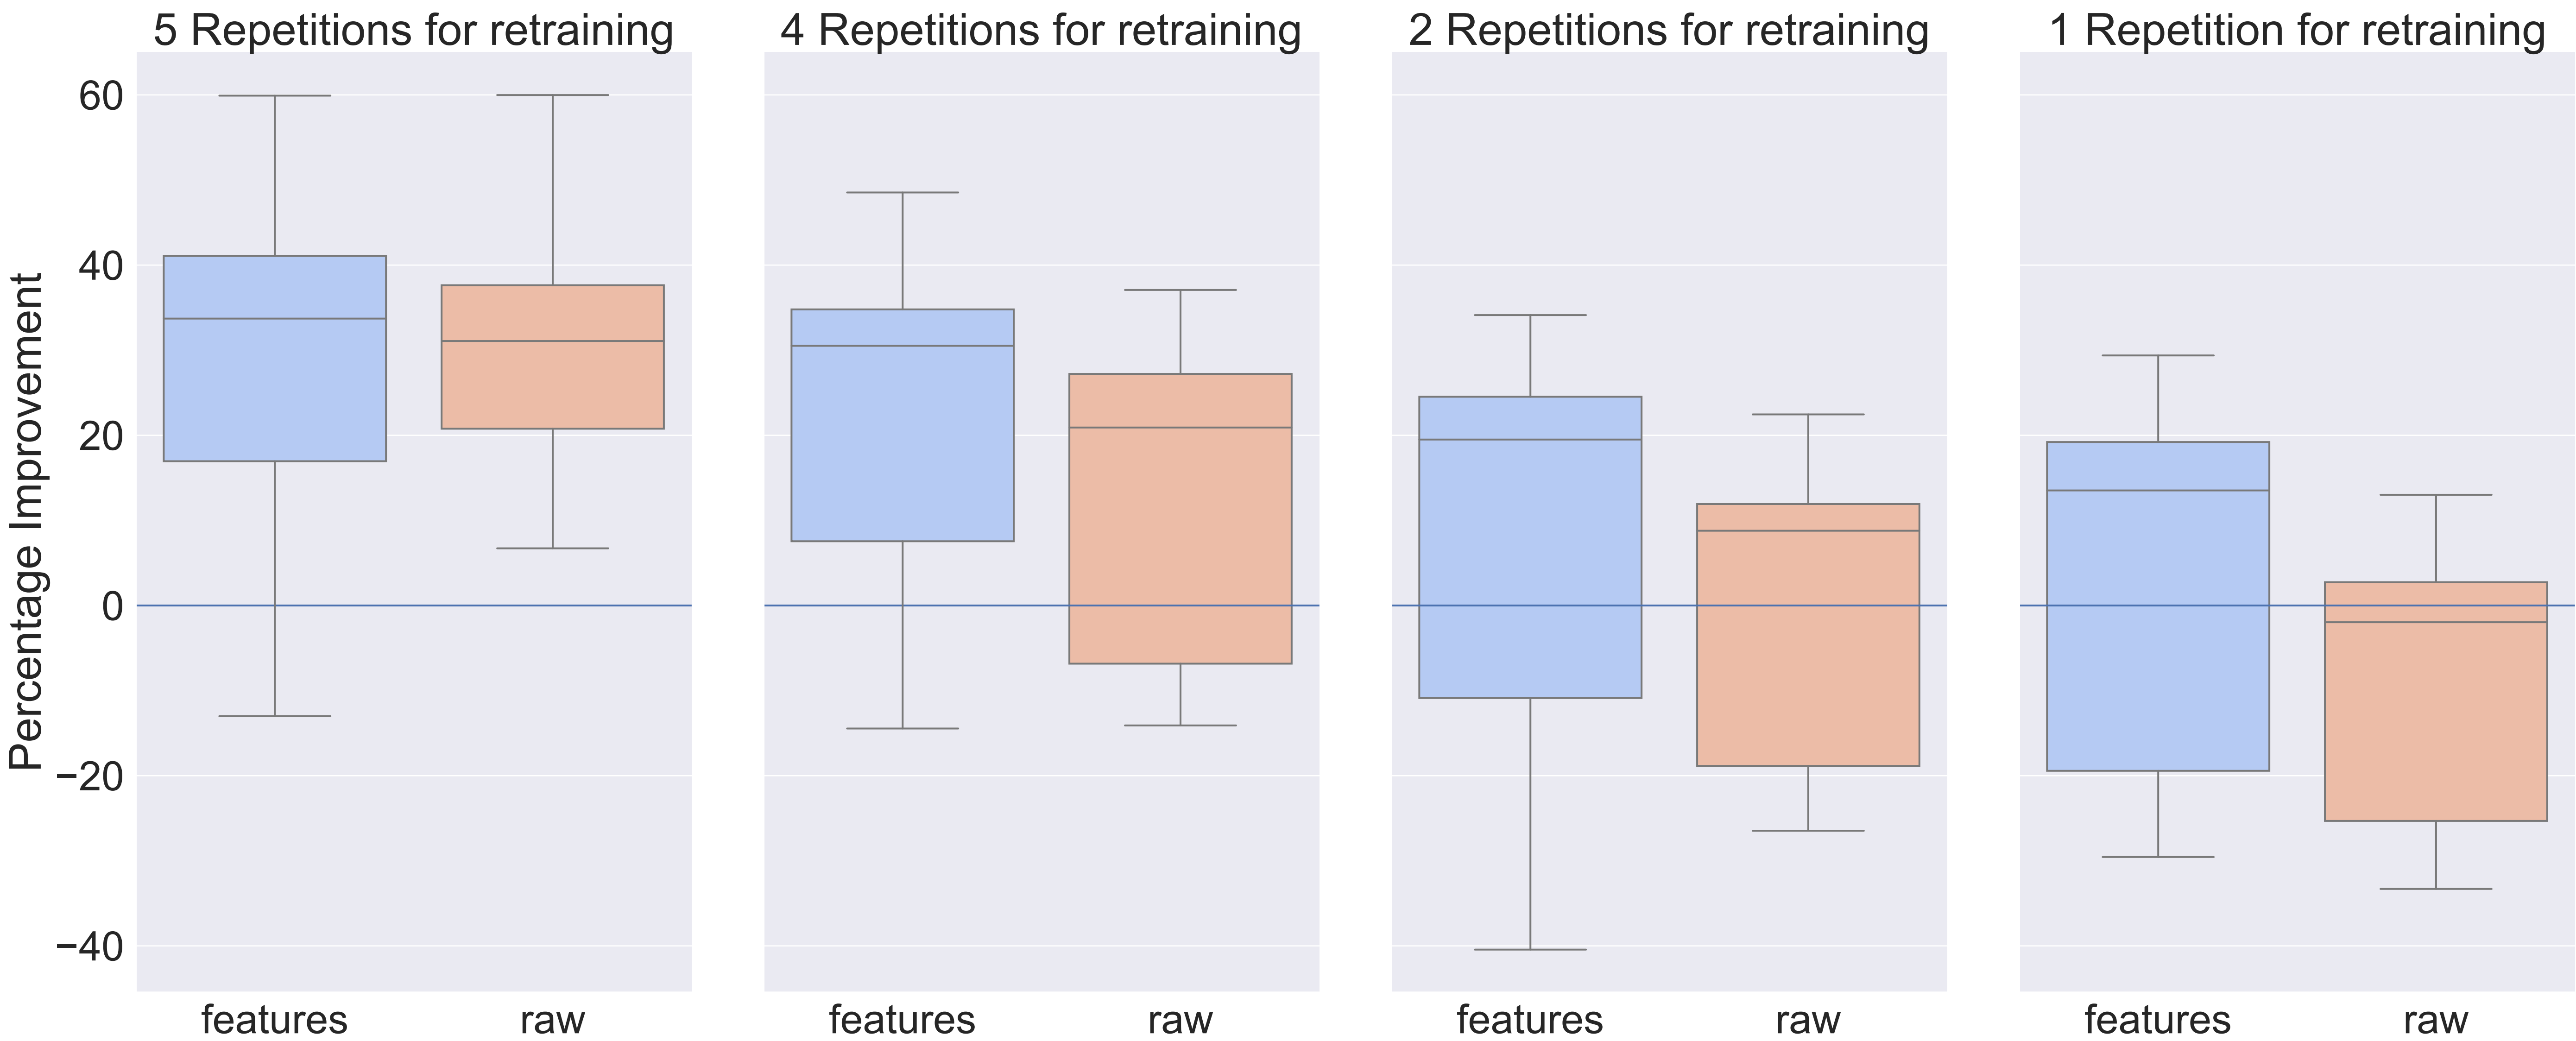 5 Repetitions for retraining
4 Repetitions for retraining
2 Repetitions for retraining
1 Repetition for retraining
Percentage Improvement
60
40
20
0
−20
−40
features
raw
features
raw
features
raw
features
raw